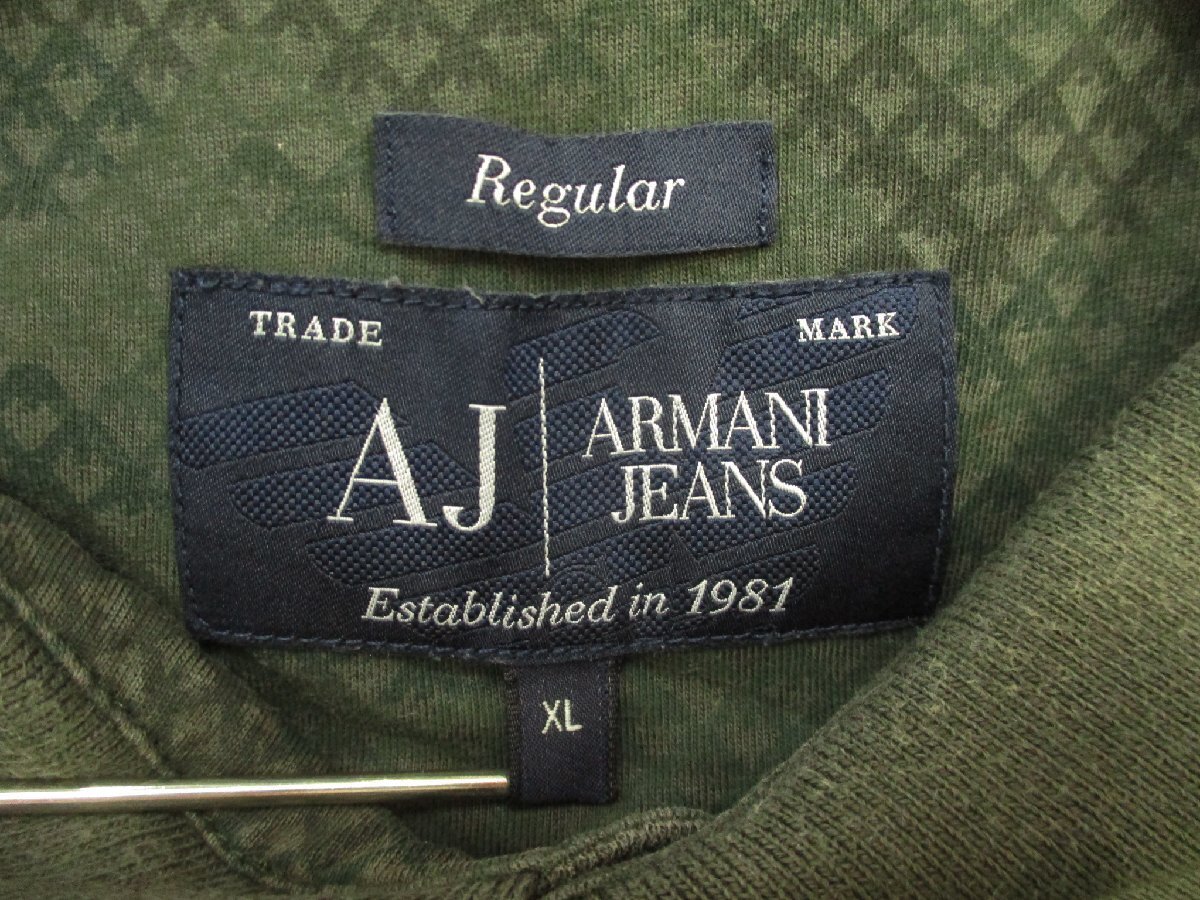 Regular
TRADE MARK
AJ ARMANI
JEANS
Established in 1981
XL